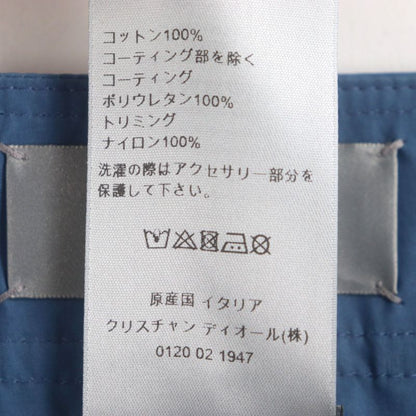 コットン100%
コーティング部を除く
コーティング
ポリウレタン100%
トリミング
ナイロン100%
洗濯の際はアクセサリー部分を
保護して下さい。
原産国 イタリア
クリスチャン ディオール(株)
0120 02 1947